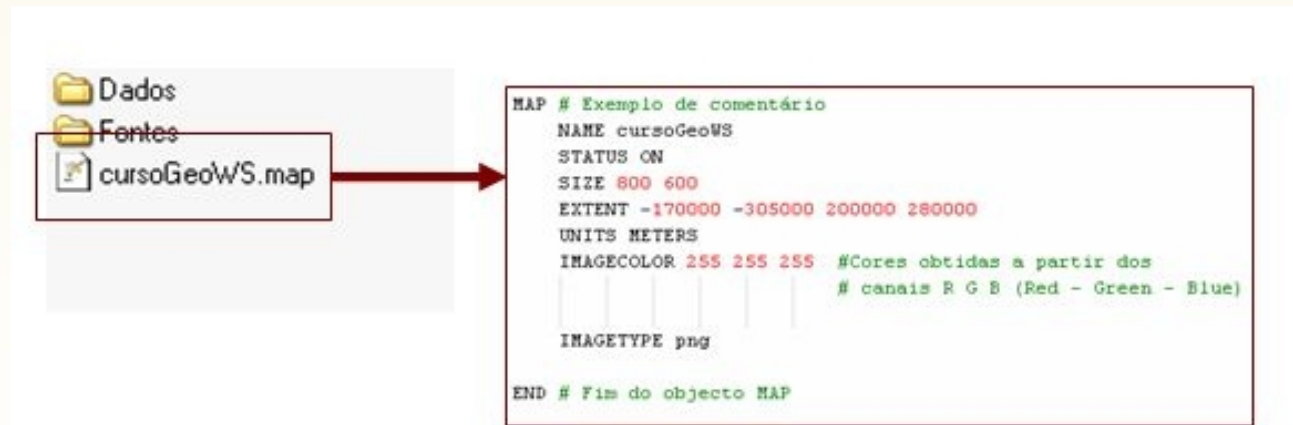 Dados
Fontes
cursoGeoWS.map
MAP # Exemplo de comentário
NAME cursoGeoWS
STATUS ON
SIZE 800 600
EXTENT -170000 -305000 200000 280000
UNITS METERS
IMAGECOLOR 255 255 255 #Cores obtidas a partir dos
# canais R G B (Red - Green - Blue)
IMAGETYPE png
END # Fim do objecto MAP